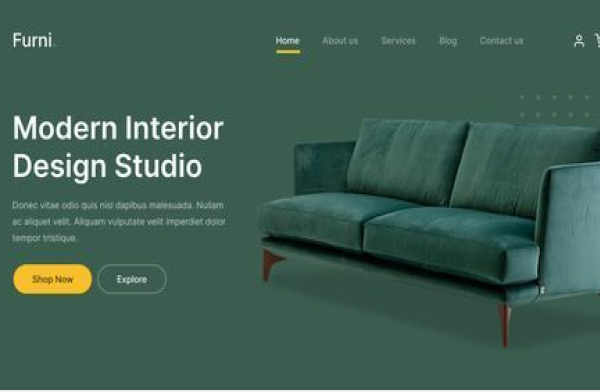 Furni.
Home About us Services Blog Contact us
Modern Interior
Design Studio
Donec vitae odio quis nisl dapibus malesuada. Nullam
ac aliquet velit. Aliquam vulputate velit imperdiet dolor
tempor tristique.
Shop Now Explore